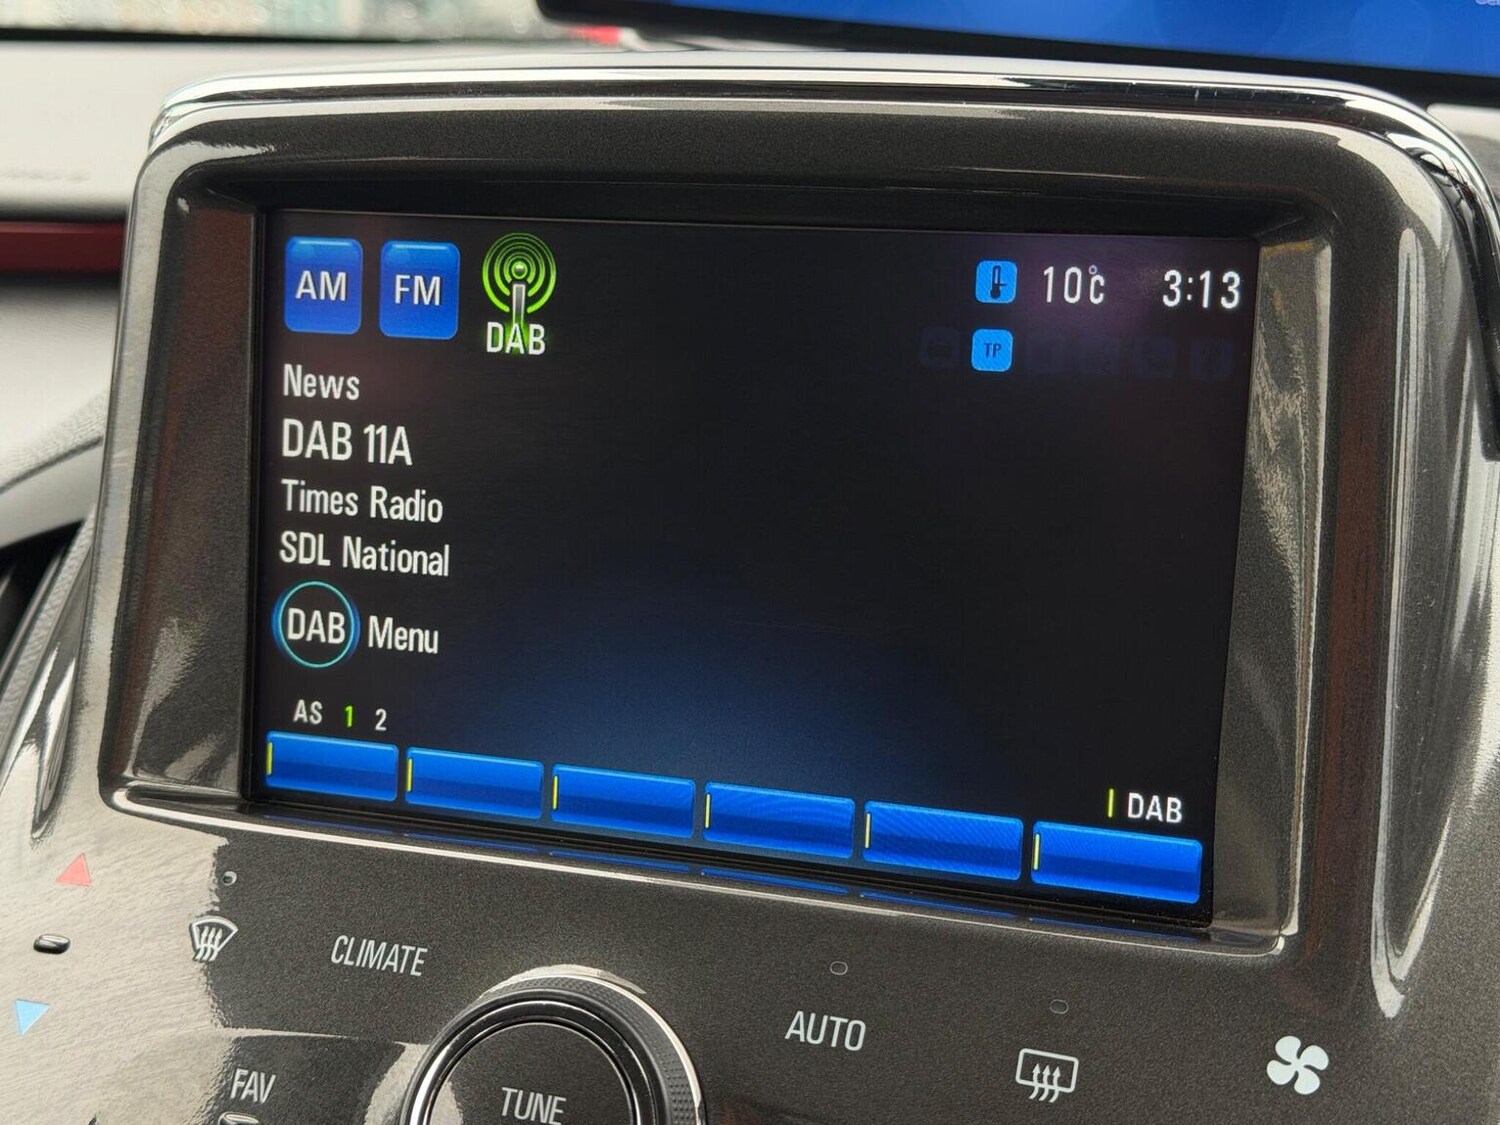 AM FM DAB 10°C 3:13
TP
News
DAB 11A
Times Radio
SDL National
DAB Menu
AS 1 2
DAB
CLIMATE
AUTO
FAV
TUNE